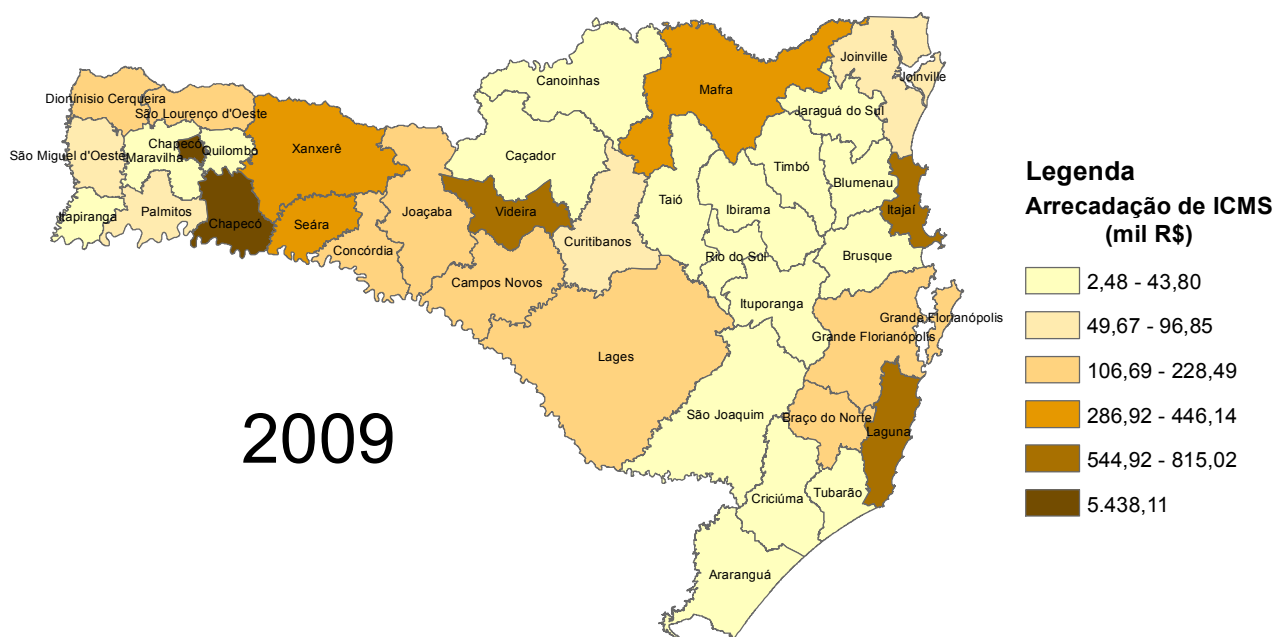 Joinville
Joinville
Canoinhas
Mafra
Dionínisio Cerqueira
São Lourenço d'Oeste
Jaraguá do Sul
Chapecó
Quilombo
Xanxerê
São Miguel d'Oeste
Maravilha
Caçador
Timbó
Blumenau
Taió
Ibirama
Itapiranga
Palmitos
Chapecó
Seára
Joaçaba
Videira
Itajaí
Concórdia
Curitibanos
Rio do Sul
Brusque
Campos Novos
Ituporanga
Grande Florianópolis
Grande Florianópolis
Lages
São Joaquim
Braço do Norte
Laguna
Criciúma
Tubarão
Araranguá
2009
Legenda
Arrecadação de ICMS
(mil R$)
2,48 - 43,80
49,67 - 96,85
106,69 - 228,49
286,92 - 446,14
544,92 - 815,02
5.438,11